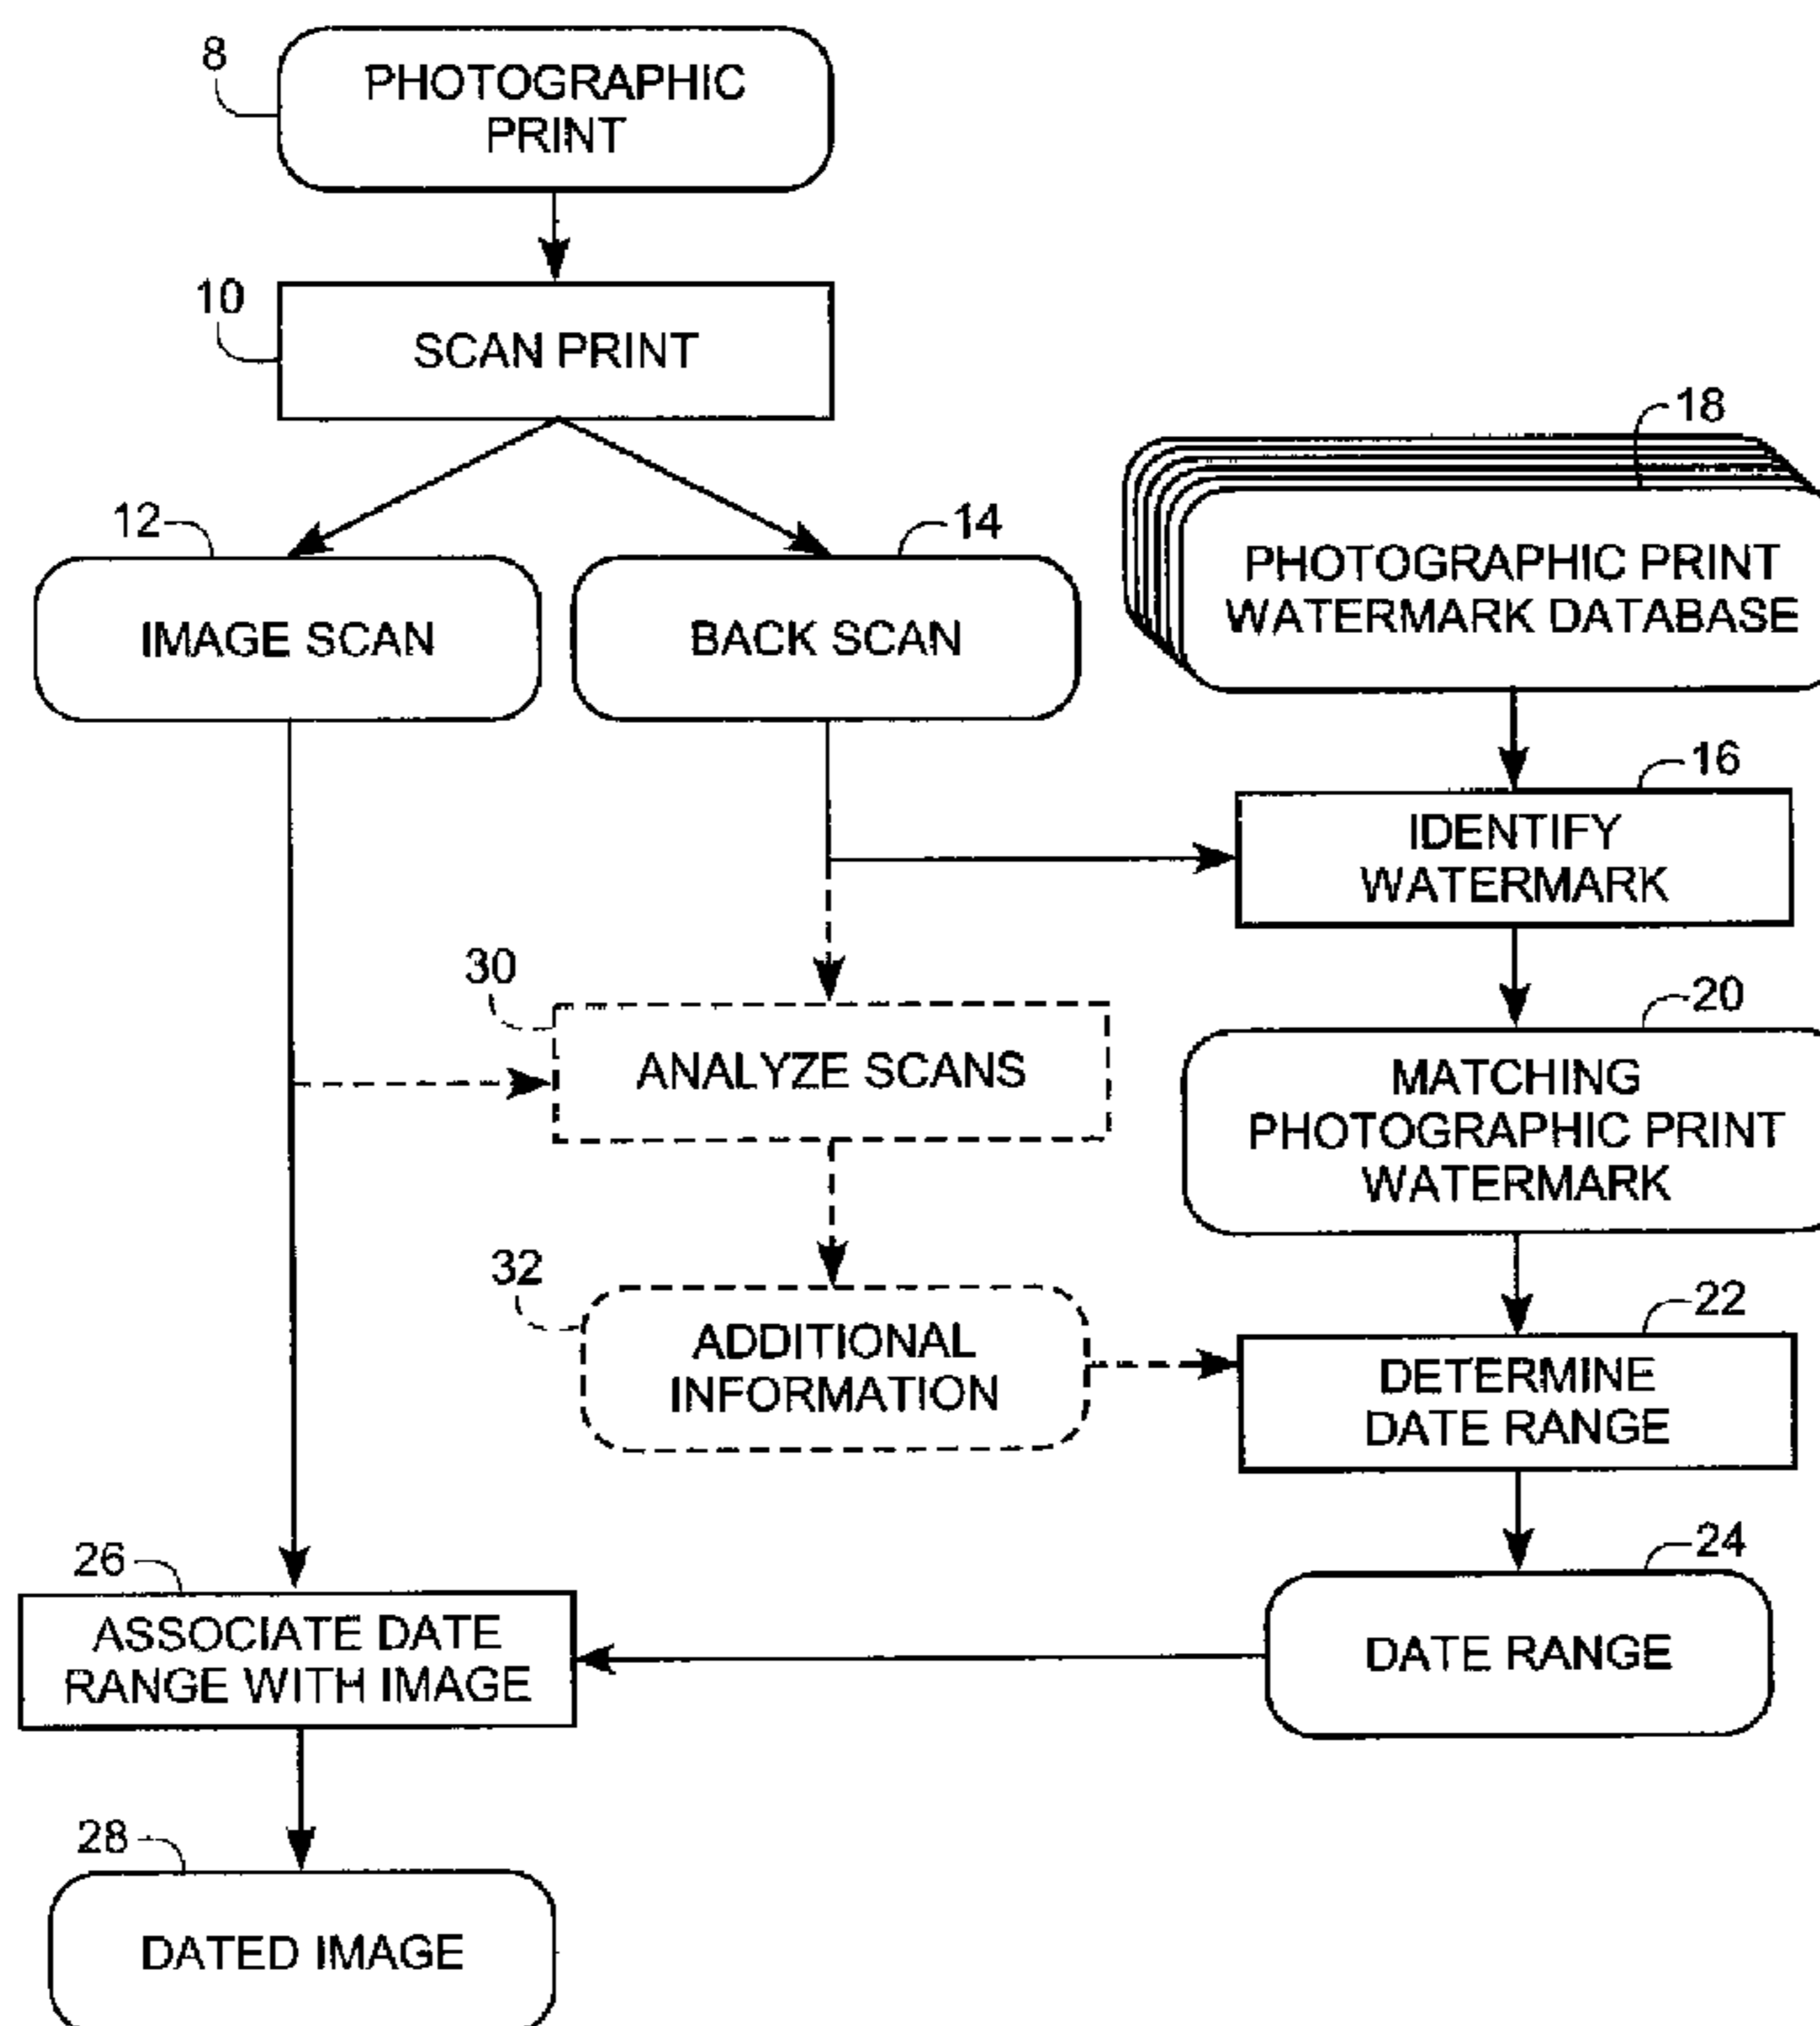 8
PHOTOGRAPHIC
PRINT
10
SCAN PRINT
18
12
14
PHOTOGRAPHIC PRINT
WATERMARK DATABASE
IMAGE SCAN
BACK SCAN
16
IDENTIFY
WATERMARK
30
20
ANALYZE SCANS
MATCHING
PHOTOGRAPHIC PRINT
WATERMARK
32
22
ADDITIONAL
INFORMATION
DETERMINE
DATE RANGE
26
24
ASSOCIATE DATE
RANGE WITH IMAGE
DATE RANGE
28
DATED IMAGE